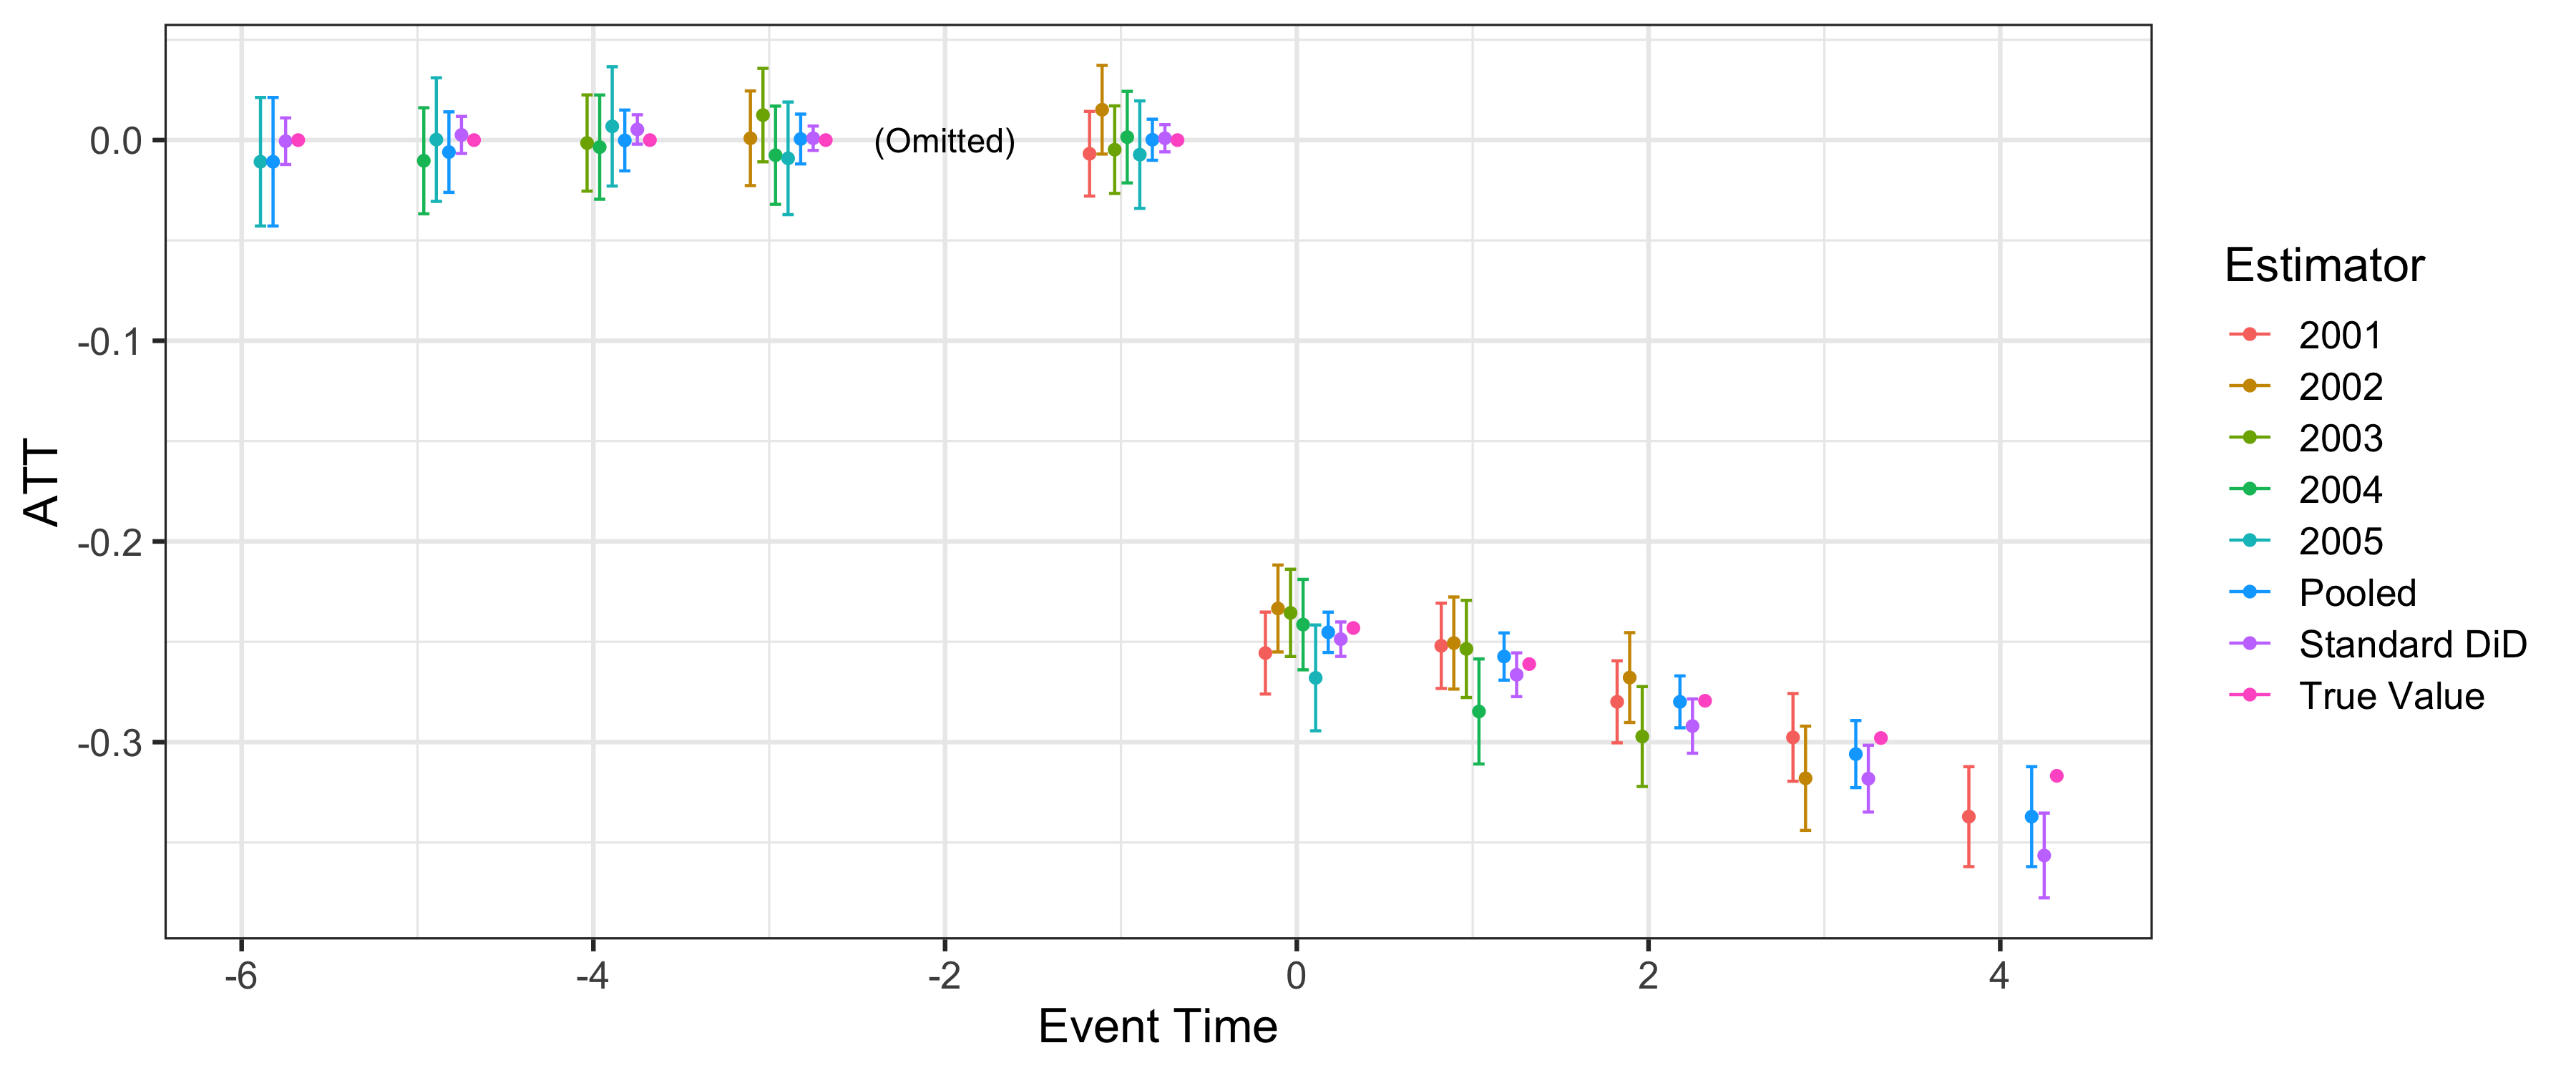 0.0
-0.1
-0.2
-0.3
ATT
(Omitted)
-6
-4
-2
0
2
4
Event Time
Estimator
2001
2002
2003
2004
2005
Pooled
Standard DiD
True Value